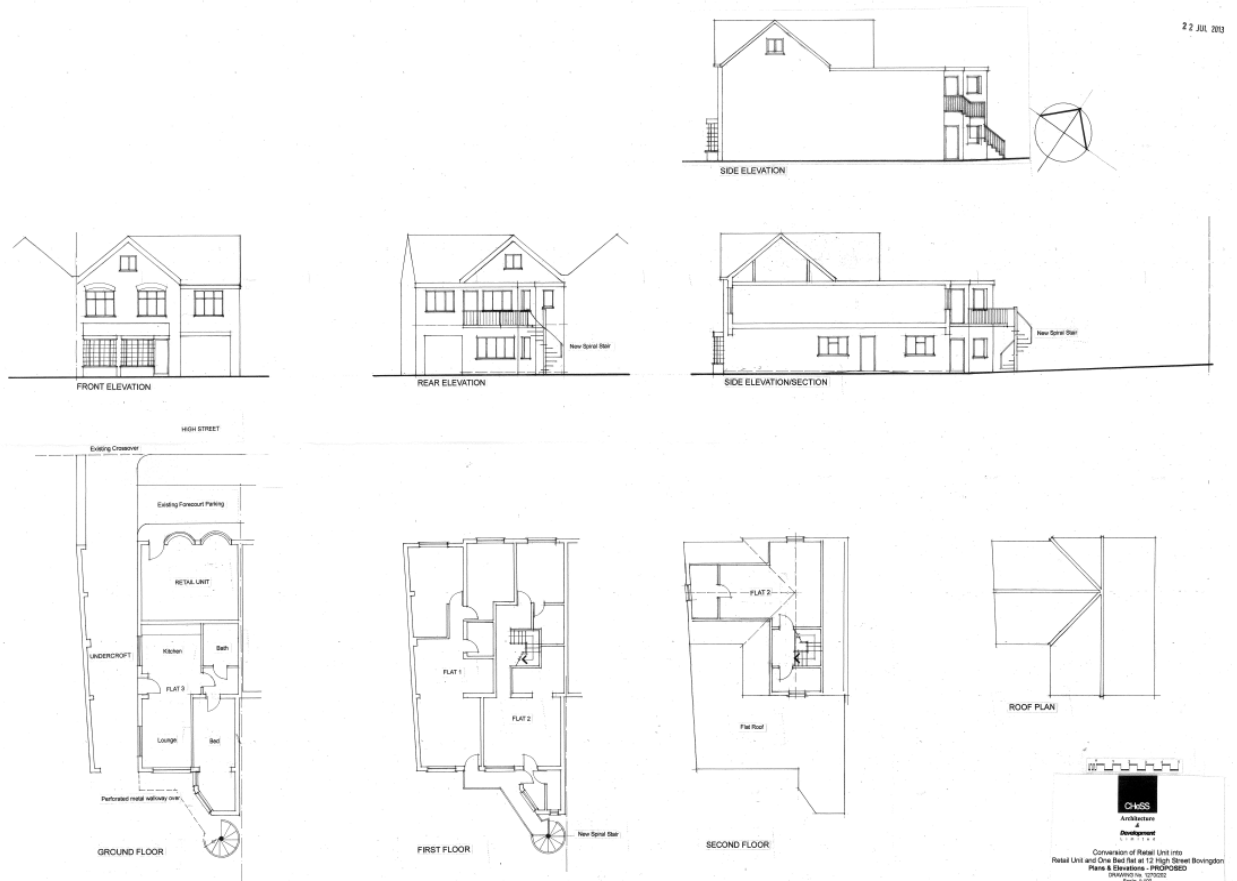 22 JUL 2013
SIDE ELEVATION
FRONT ELEVATION
REAR ELEVATION
New Spiral Stair
SIDE ELEVATION/SECTION
New Spiral Stair
HIGH STREET
Existing Crossover
Existing Forecourt Parking
RETAIL UNIT
UNDERCROFT
Kitchen
Bath
FLAT 3
Lounge
Bed
Perforated metal walkway over
GROUND FLOOR
FLAT 1
FLAT 2
New Spiral Stair
FIRST FLOOR
FLAT 2
Flat Roof
SECOND FLOOR
ROOF PLAN
CHeSS
Architecture
&
Development
Limited
Conversion of Retail Unit into
Retail Unit and One Bed flat at 12 High Street Bovingdon
Plans & Elevations - PROPOSED
DRAWING No.